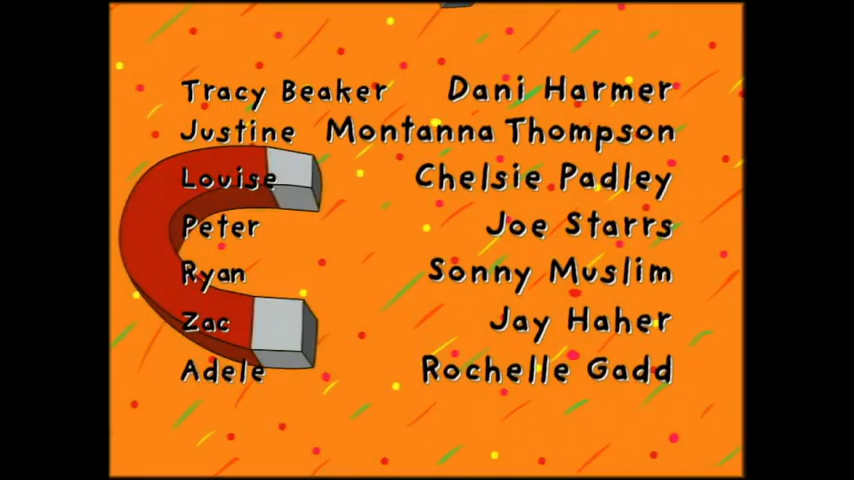 Tracy Beaker Dani Harmer
Justine Montanna Thompson
Louise Chelsie Padley
Peter Joe Starrs
Ryan Sonny Muslim
Zac Jay Haher
Adele Rochelle Gadd